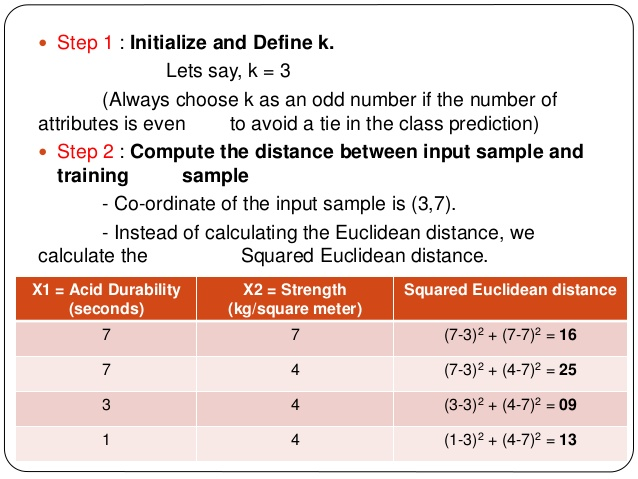 • Step 1 : Initialize and Define k.
Lets say, k = 3
(Always choose k as an odd number if the number of
attributes is even to avoid a tie in the class prediction)
• Step 2 : Compute the distance between input sample and
training sample
- Co-ordinate of the input sample is (3,7).
- Instead of calculating the Euclidean distance, we
calculate the Squared Euclidean distance.
X1 = Acid Durability (seconds) X2 = Strength (kg/square meter) Squared Euclidean distance
7 7 (7-3)² + (7-7)² = 16
7 4 (7-3)² + (4-7)² = 25
3 4 (3-3)² + (4-7)² = 09
1 4 (1-3)² + (4-7)² = 13